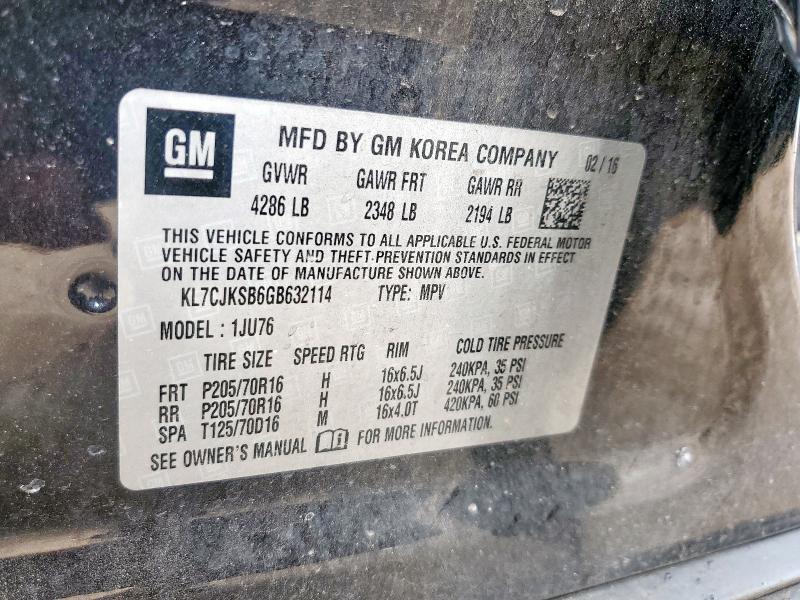 GM MFD BY GM KOREA COMPANY 02/16
GVWR GAWR FRT GAWR RR
4286 LB 2348 LB 2194 LB
THIS VEHICLE CONFORMS TO ALL APPLICABLE U.S. FEDERAL MOTOR
VEHICLE SAFETY AND THEFT-PREVENTION STANDARDS IN EFFECT
ON THE DATE OF MANUFACTURE SHOWN ABOVE.
KL7CJKSB6GB632114 TYPE: MPV
MODEL : 1JU76
TIRE SIZE SPEED RTG RIM COLD TIRE PRESSURE
FRT P205/70R16 H 16x6.5J 240KPA, 35 PSI
RR P205/70R16 H 16x6.5J 240KPA, 35 PSI
SPA T125/70D16 M 16x4.0T 420KPA, 60 PSI
SEE OWNER'S MANUAL i FOR MORE INFORMATION.